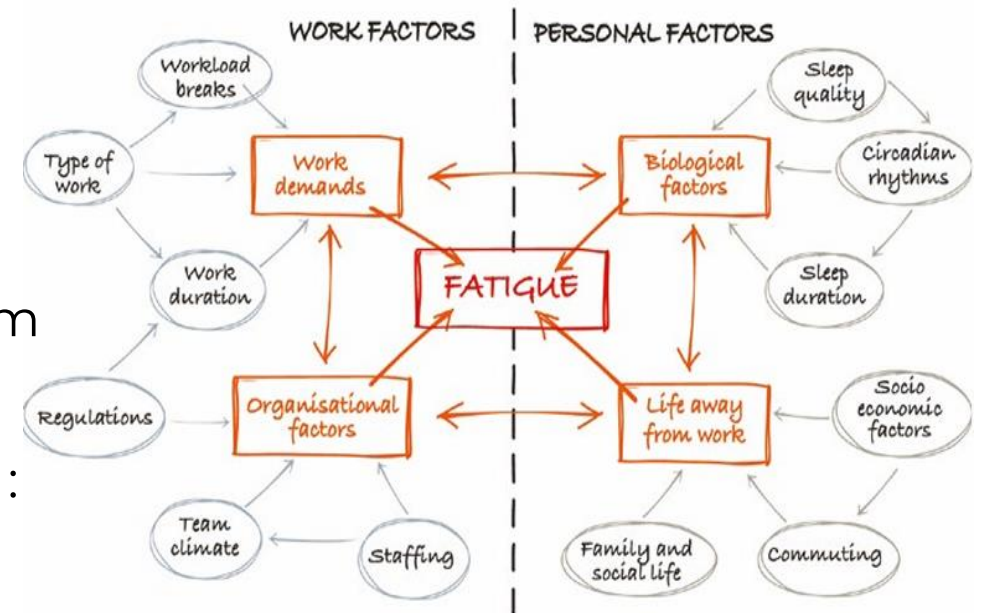 WORK FACTORS
PERSONAL FACTORS
Workload
breaks
Sleep
quality
Type of
work
Work
demands
Biological
factors
Circadian
rhythms
FATIGUE
Work
duration
Sleep
duration
m
Regulations
Organisational
factors
Life away
from work
Socio
economic
factors
:
Team
climate
Staffing
Family and
social life
Commuting